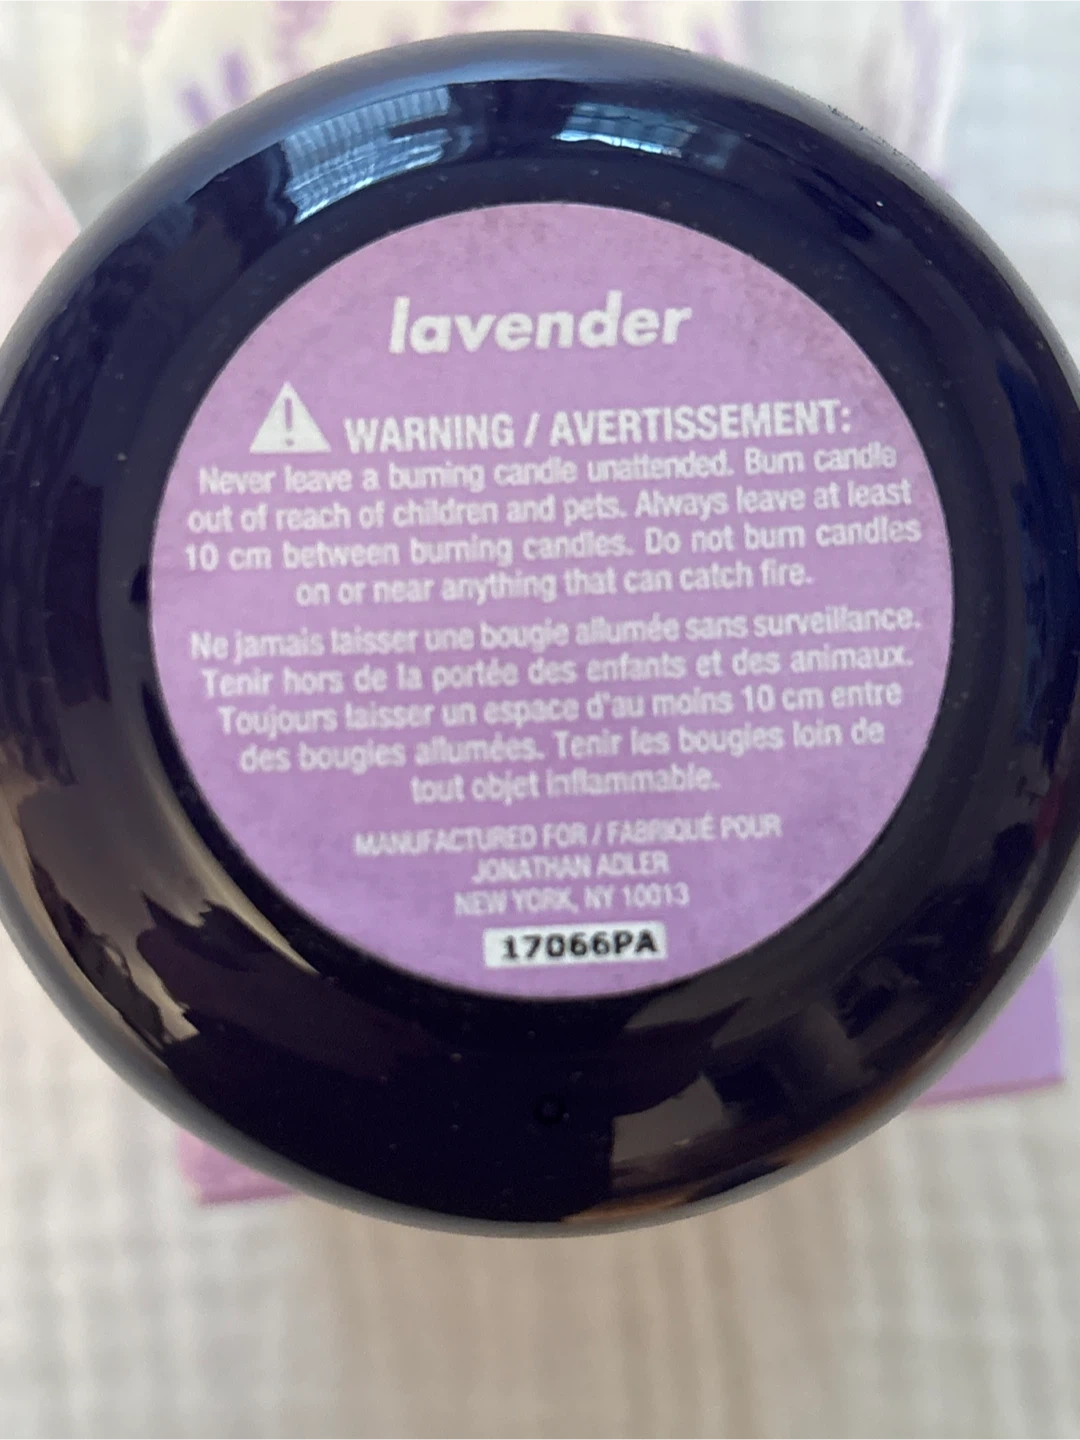 lavender
WARNING / AVERTISSEMENT:
Never leave a burning candle unattended. Burn candle
out of reach of children and pets. Always leave at least
10 cm between burning candles. Do not burn candles
on or near anything that can catch fire.
Ne jamais laisser une bougie allumée sans surveillance.
Tenir hors de la portée des enfants et des animaux.
Toujours laisser un espace d'au moins 10 cm entre
des bougies allumées. Tenir les bougies loin de
tout objet inflammable.
MANUFACTURED FOR / FABRIQUÉ POUR
JONATHAN ADLER
NEW YORK, NY 10013
17066PA